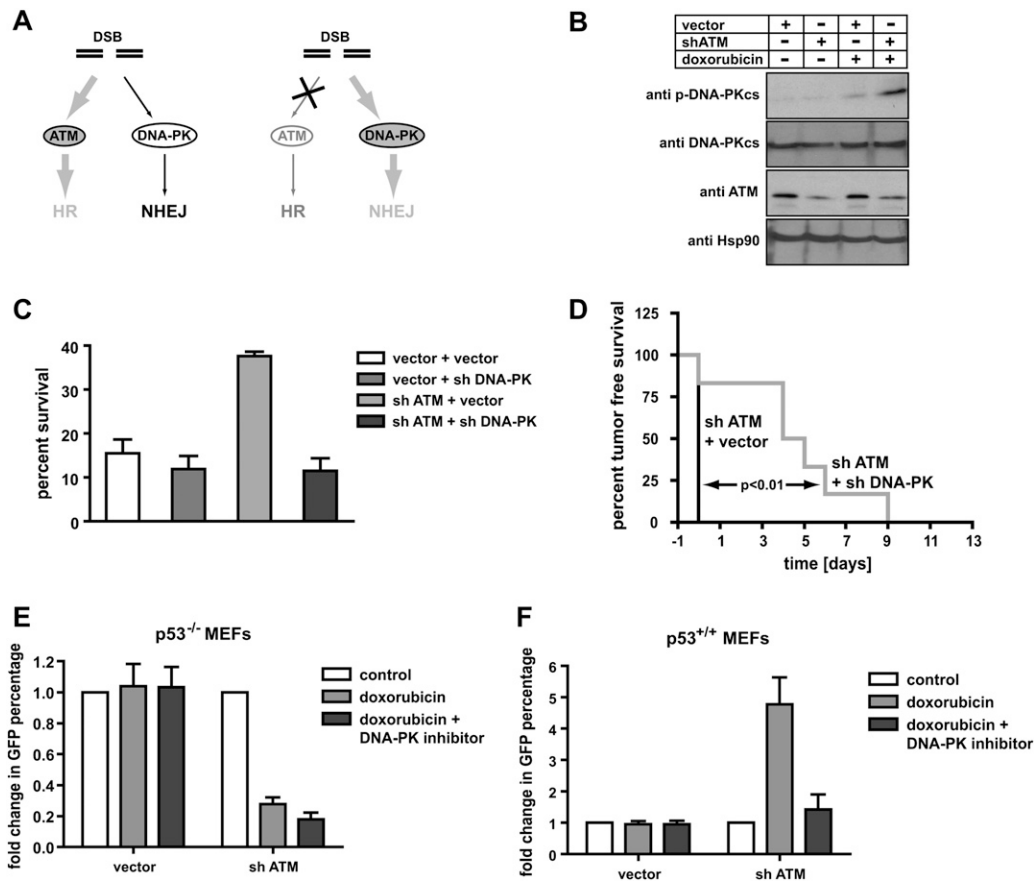 A
DSB
DSB
ATM
DNA-PK
ATM
DNA-PK
HR
NHEJ
HR
NHEJ
B
vector + - + -
shATM - + - +
doxorubicin - - + +
anti p-DNA-PKcs
anti DNA-PKcs
anti ATM
anti Hsp90
C
percent survival
40
30
20
10
0
vector + vector
vector + sh DNA-PK
sh ATM + vector
sh ATM + sh DNA-PK
D
percent tumor free survival
125
100
75
50
25
0
sh ATM
+ vector
sh ATM
+ sh DNA-PK
p<0.01
-1 1 3 5 7 9 11 13
time [days]
E
p53-/- MEFs
fold change in GFP percentage
1.2
1.0
0.8
0.6
0.4
0.2
0.0
vector
sh ATM
control
doxorubicin
doxorubicin +
DNA-PK inhibitor
F
p53+/+ MEFs
fold change in GFP percentage
6
5
4
3
2
1
0
vector
sh ATM
control
doxorubicin
doxorubicin +
DNA-PK inhibitor